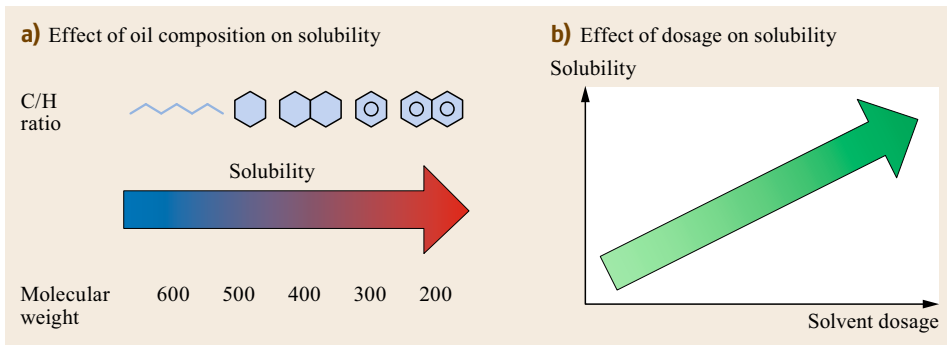 a) Effect of oil composition on solubility
C/H
ratio
Solubility
Molecular
weight
600 500 400 300 200
b) Effect of dosage on solubility
Solubility
Solvent dosage